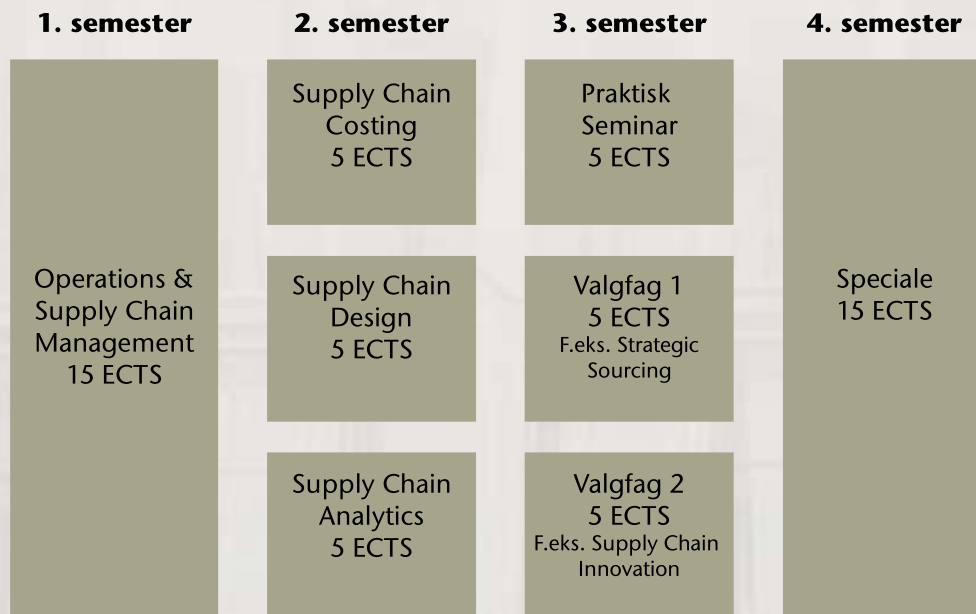 1. semester
Operations &
Supply Chain
Management
15 ECTS
2. semester
Supply Chain
Costing
5 ECTS
Supply Chain
Design
5 ECTS
Supply Chain
Analytics
5 ECTS
3. semester
Praktisk
Seminar
5 ECTS
Valgfag 1
5 ECTS
F.eks. Strategic
Sourcing
Valgfag 2
5 ECTS
F.eks. Supply Chain
Innovation
4. semester
Speciale
15 ECTS